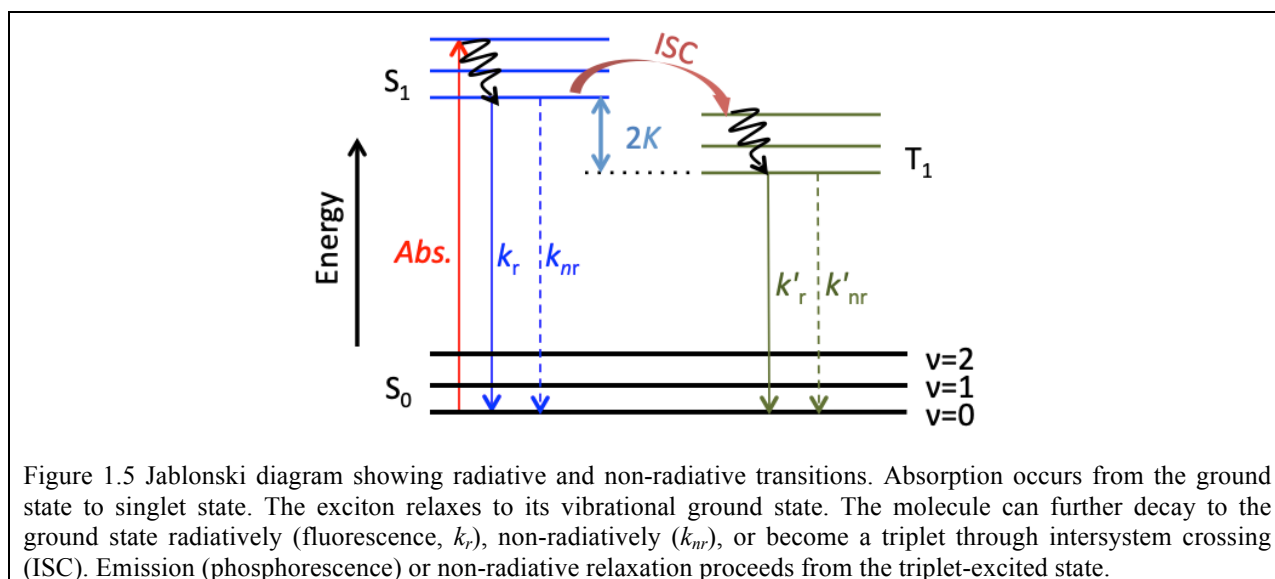 ISC
S1
2K
T1
Energy
Abs.
kr
knr
k'r
k'nr
ν=2
S0
ν=1
ν=0
Figure 1.5 Jablonski diagram showing radiative and non-radiative transitions. Absorption occurs from the ground
state to singlet state. The exciton relaxes to its vibrational ground state. The molecule can further decay to the
ground state radiatively (fluorescence, kr), non-radiatively (knr), or become a triplet through intersystem crossing
(ISC). Emission (phosphorescence) or non-radiative relaxation proceeds from the triplet-excited state.